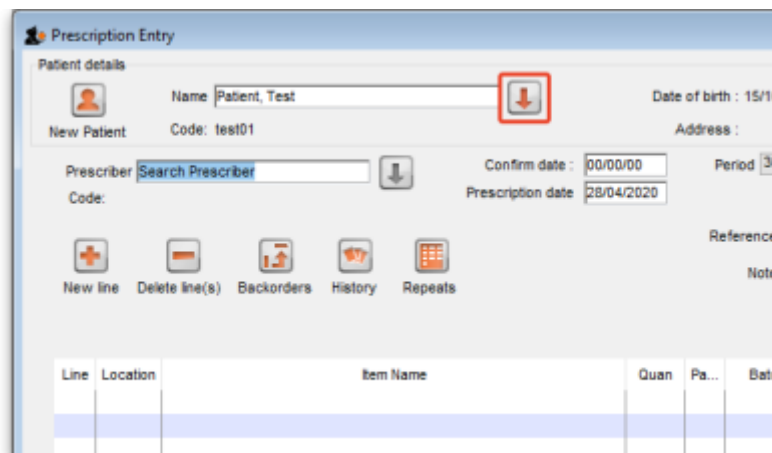 Prescription Entry
Patient details
Name Patient, Test
Date of birth : 15/1
New Patient
Code: test01
Address :
Prescriber Search Prescriber
Confirm date : 00/00/00
Period 3
Code:
Prescription date 28/04/2020
Reference
Note
New line Delete line(s) Backorders History Repeats
Line Location Item Name Quan Pa... Bat